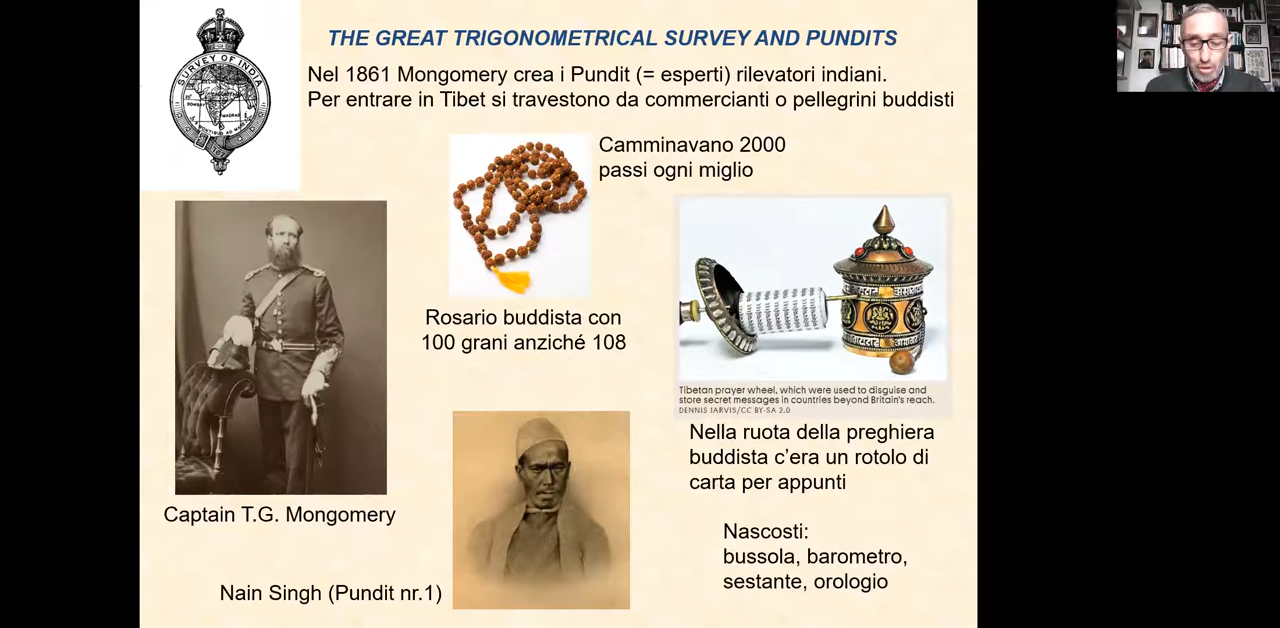 THE GREAT TRIGONOMETRICAL SURVEY AND PUNDITS
SURVEY OF INDIA
BOMBAY
MADRAS
Nel 1861 Mongomery crea i Pundit (= esperti) rilevatori indiani.
Per entrare in Tibet si travestono da commercianti o pellegrini buddisti
Camminavano 2000
passi ogni miglio
Rosario buddista con
100 grani anziché 108
Tibetan prayer wheel, which were used to disguise and
store secret messages in countries beyond Britain's reach.
DENNIS JARVIS/CC BY-SA 2.0
Nella ruota della preghiera
buddista c'era un rotolo di
carta per appunti
Captain T.G. Mongomery
Nascosti:
bussola, barometro,
sestante, orologio
Nain Singh (Pundit nr.1)